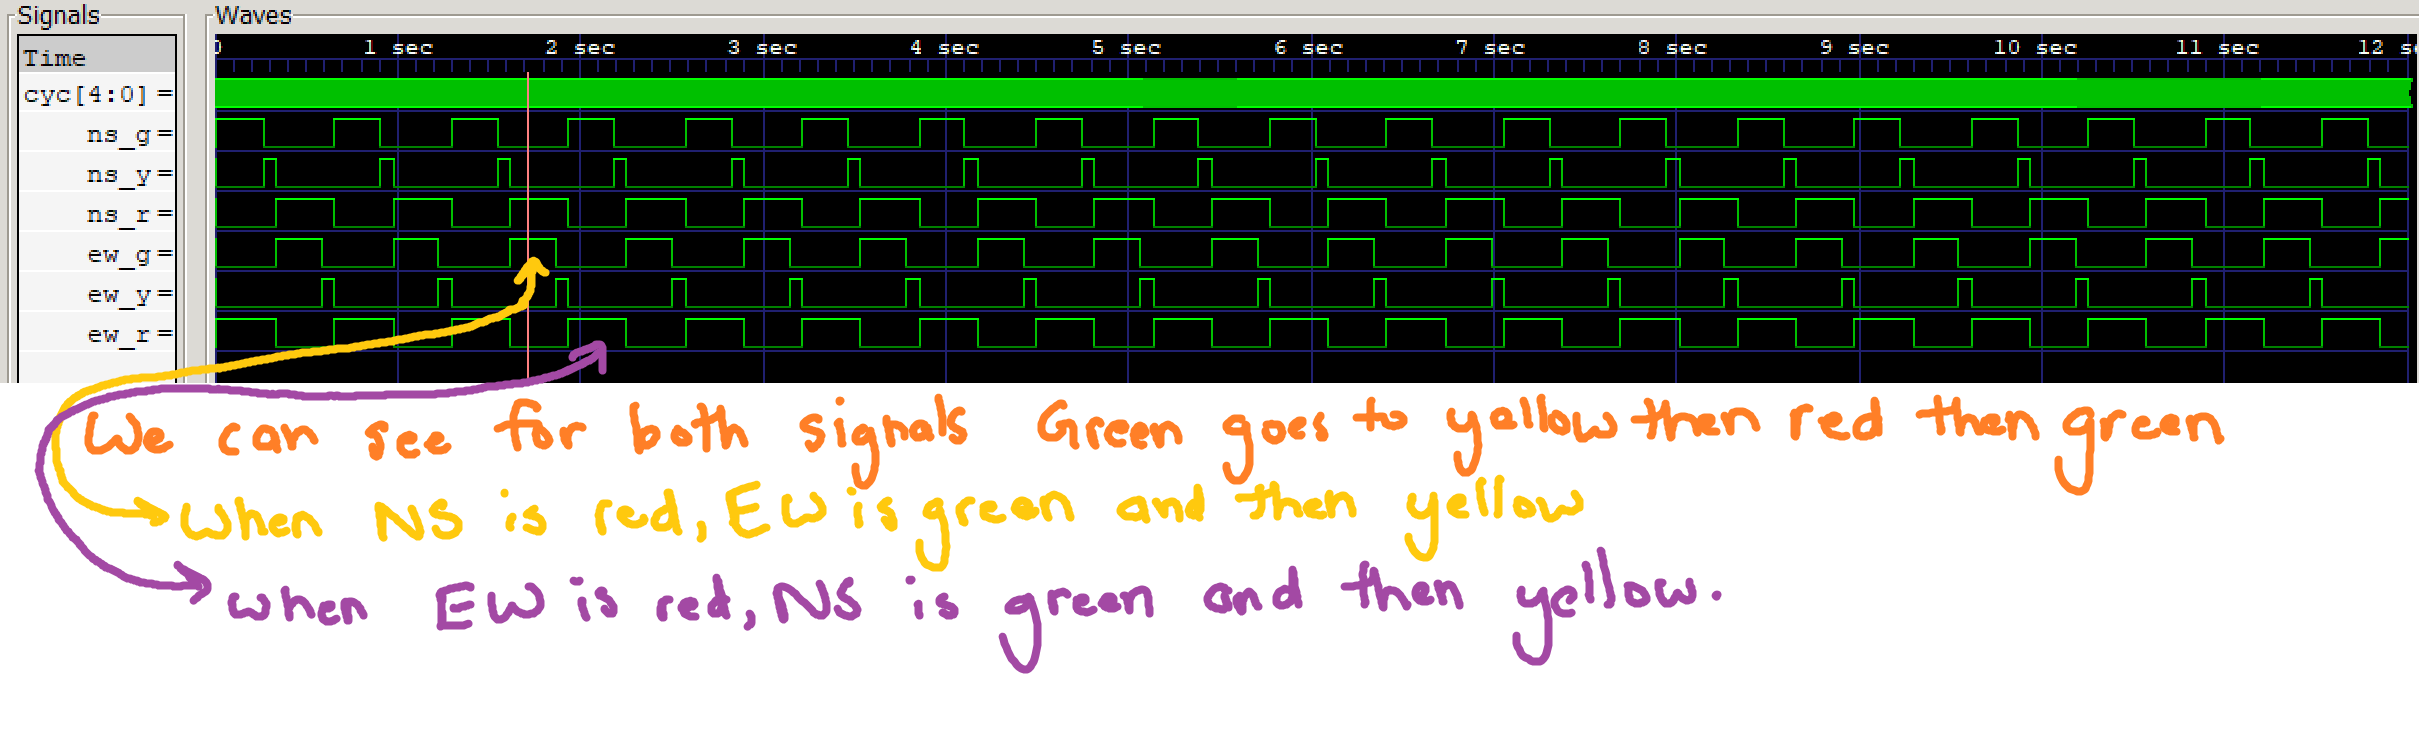 Signals
Waves
Time
0 1 sec 2 sec 3 sec 4 sec 5 sec 6 sec 7 sec 8 sec 9 sec 10 sec 11 sec 12 s
cyc[4:0] =
ns_g =
ns_y =
ns_r =
ew_g =
ew_y =
ew_r =
We can see for both signals Green goes to yellow then red then green
When NS is red, EW is green and then yellow
when EW is red, NS is green and then yellow.